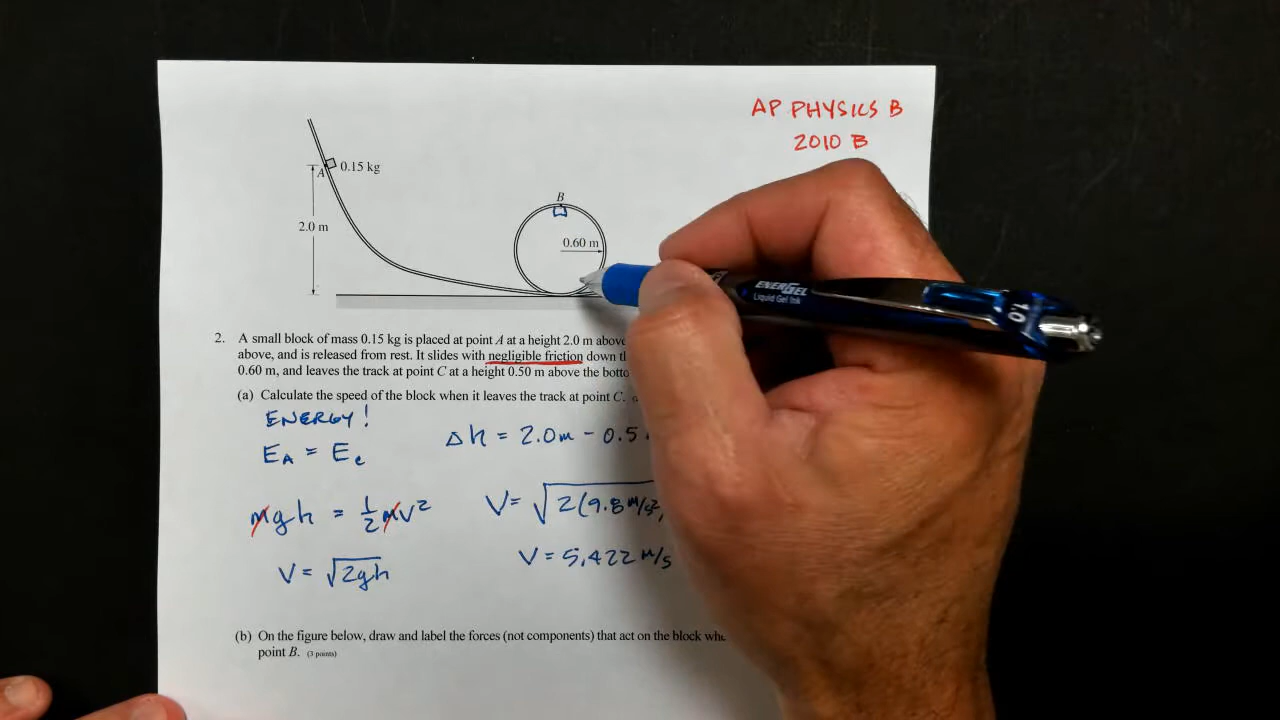 AP PHYSICS B
2010 B
A
0.15 kg
2.0 m
B
0.60 m
ENERGEL
Liquid Gel Ink
1.0
2. A small block of mass 0.15 kg is placed at point A at a height 2.0 m above
above, and is released from rest. It slides with negligible friction down
0.60 m, and leaves the track at point C at a height 0.50 m above the
(a) Calculate the speed of the block when it leaves the track at point C.
ENERGY!
Δh = 2.0m - 0.5
E_A = E_c
mgh = 1/2 mv²
V = √2(9.8 m/s²
V = √2gh
V = 5.422 m/s
(b) On the figure below, draw and label the forces (not components) that act on the block
point B. (3 points)